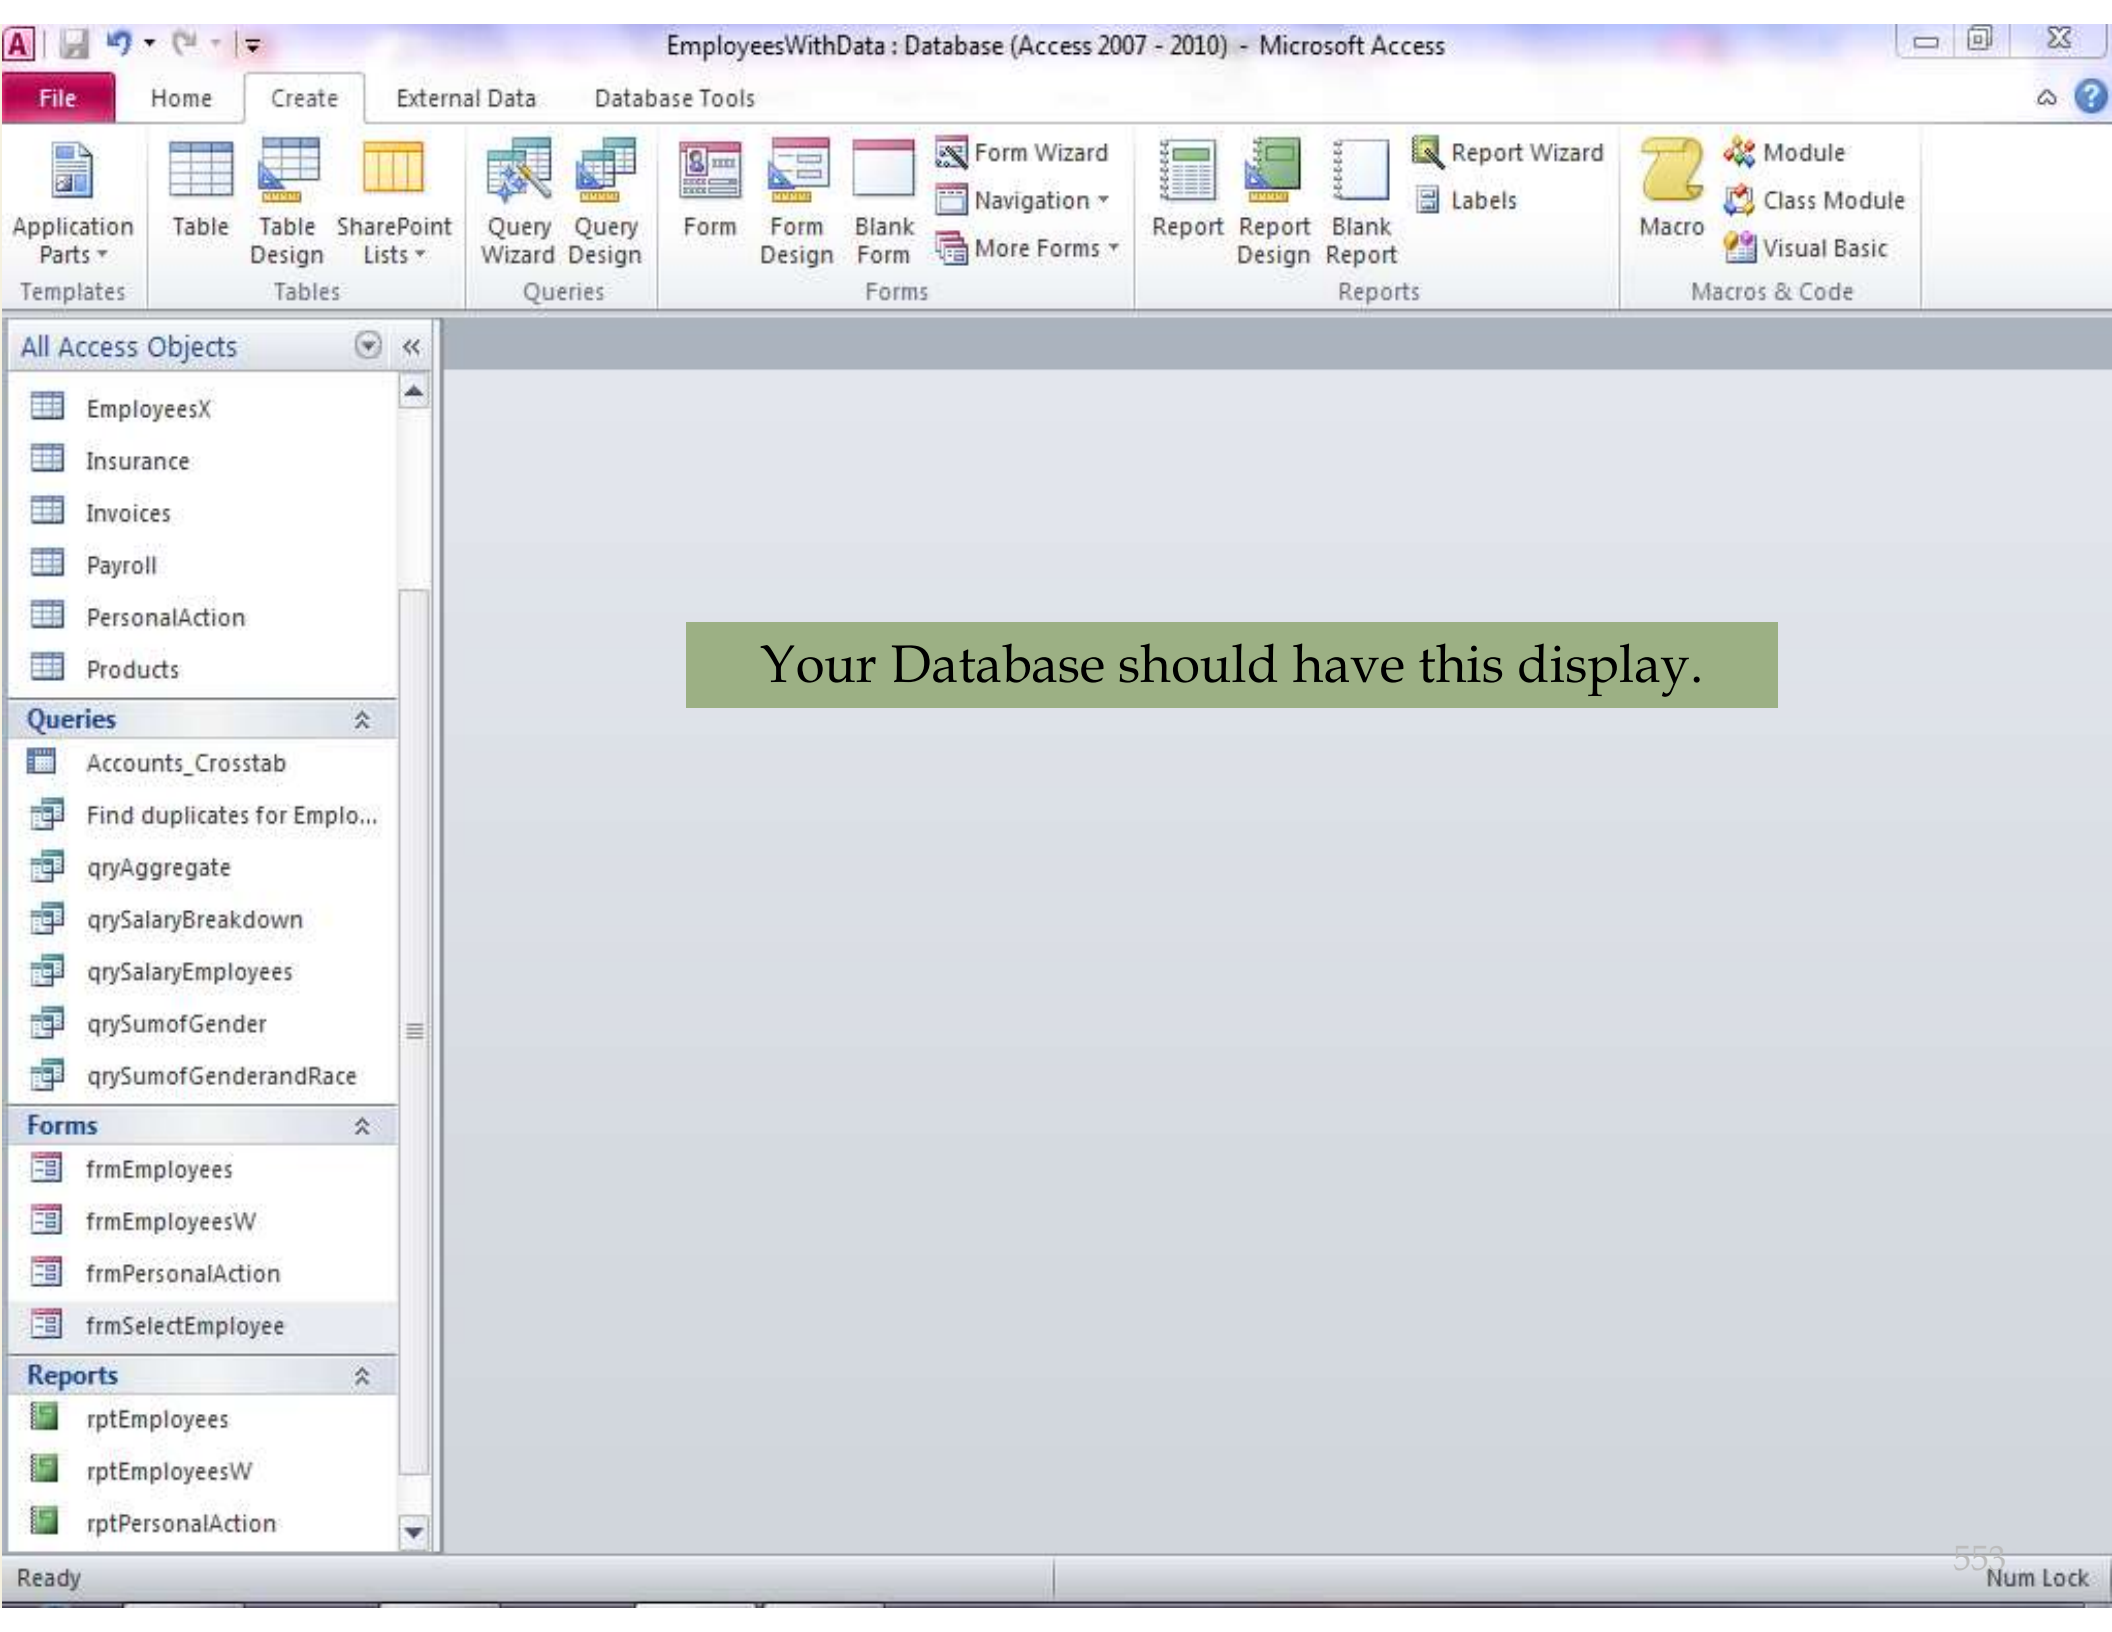 EmployeesWithData : Database (Access 2007 - 2010) - Microsoft Access
File Home Create External Data Database Tools
Application Parts
Table
Table Design
SharePoint Lists
Query Wizard
Query Design
Form
Form Design
Blank Form
Form Wizard
Navigation
More Forms
Report
Report Design
Blank Report
Report Wizard
Labels
Macro
Module
Class Module
Visual Basic
Templates Tables Queries Forms Reports Macros & Code
All Access Objects
EmployeesX
Insurance
Invoices
Payroll
PersonalAction
Products
Queries
Accounts_Crosstab
Find duplicates for Emplo...
qryAggregate
qrySalaryBreakdown
qrySalaryEmployees
qrySumofGender
qrySumofGenderandRace
Forms
frmEmployees
frmEmployeesW
frmPersonalAction
frmSelectEmployee
Reports
rptEmployees
rptEmployeesW
rptPersonalAction
Your Database should have this display.
553
Ready
Num Lock